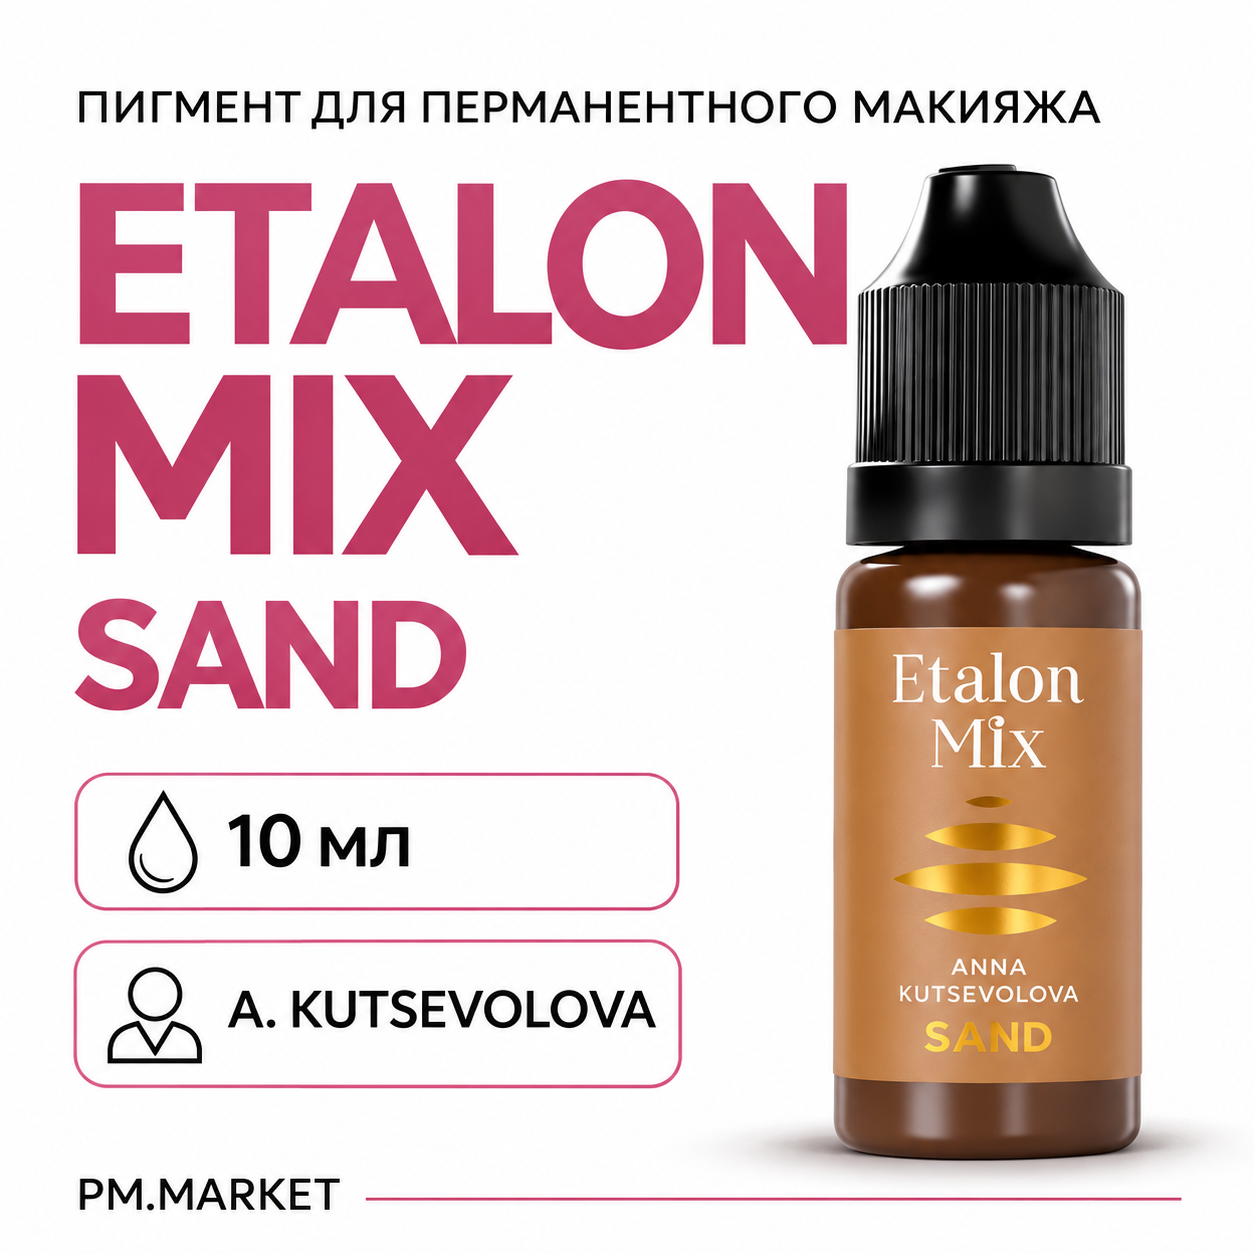 ПИГМЕНТ ДЛЯ ПЕРМАНЕНТНОГО МАКИЯЖА
ETALON
MIX
SAND
10 мл
A. KUTSEVOLOVA
PM.MARKET
Etalon
Mix
ANNA
KUTSEVOLOVA
SAND